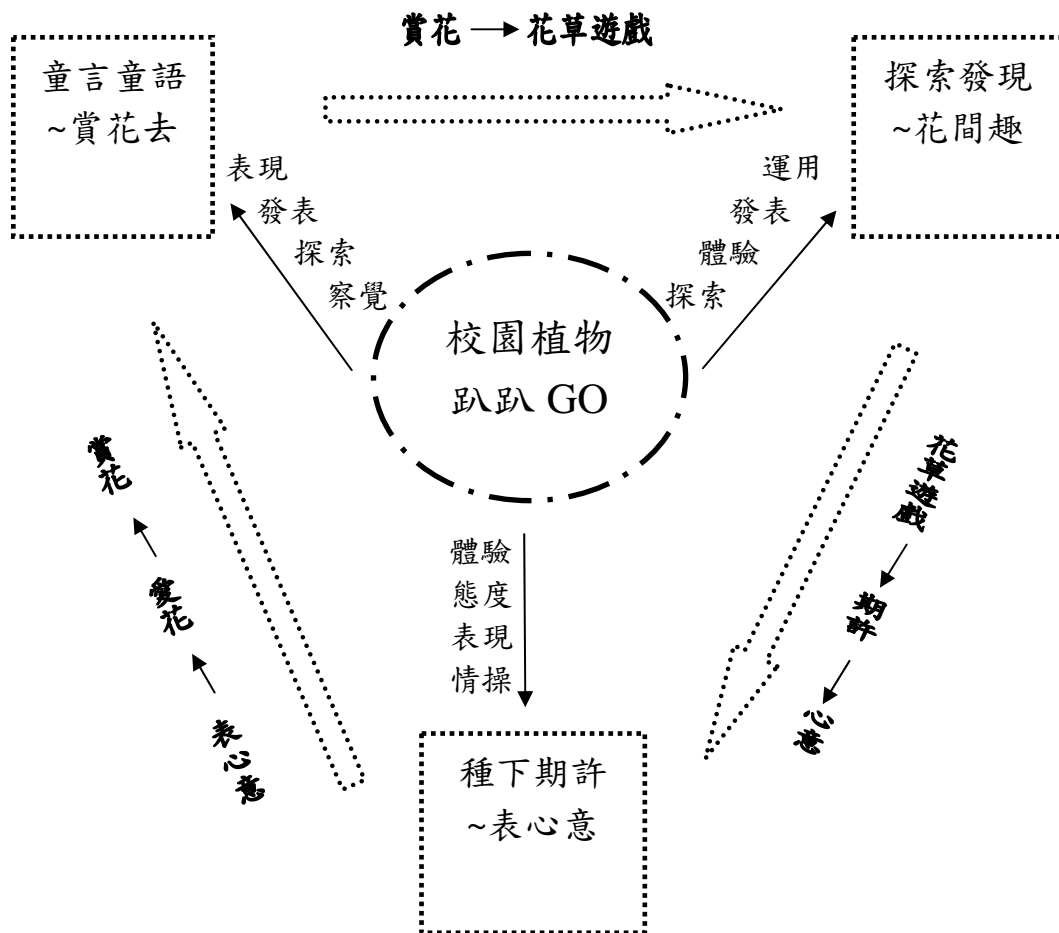 賞花 → 花草遊戲
童言童語
~賞花去
探索發現
~花間趣
表現
發表
探索
察覺
運用
發表
體驗
探索
校園植物
趴趴 GO
賞花
愛花
表心意
花草遊戲
期許
心意
體驗
態度
表現
情操
種下期許
~表心意